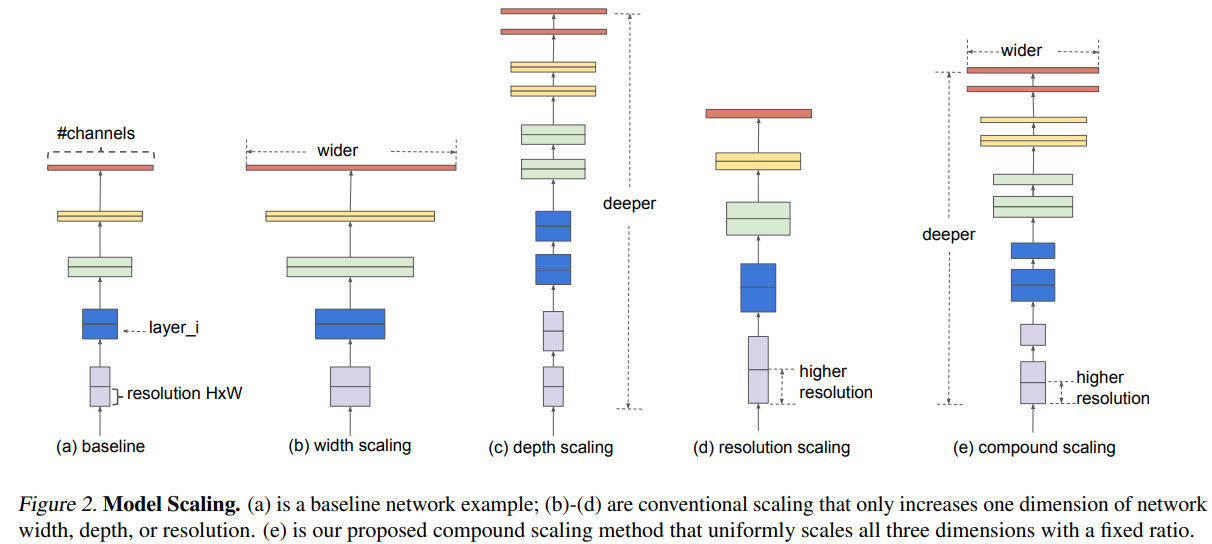 #channels
layer_i
resolution HxW
(a) baseline
wider
(b) width scaling
deeper
(c) depth scaling
higher
resolution
(d) resolution scaling
wider
deeper
higher
resolution
(e) compound scaling
Figure 2. Model Scaling. (a) is a baseline network example; (b)-(d) are conventional scaling that only increases one dimension of network
width, depth, or resolution. (e) is our proposed compound scaling method that uniformly scales all three dimensions with a fixed ratio.